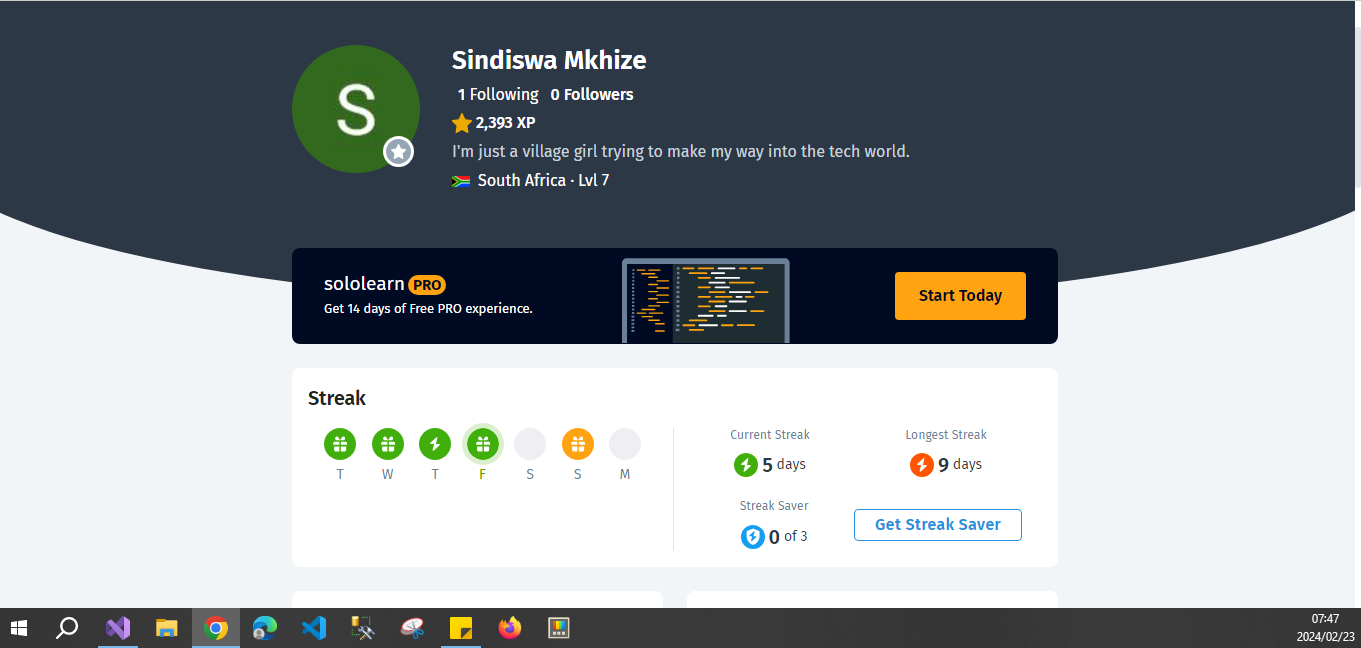 S
Sindiswa Mkhize
1 Following 0 Followers
2,393 XP
I'm just a village girl trying to make my way into the tech world.
South Africa · Lvl 7
sololearn PRO
Get 14 days of Free PRO experience.
Start Today
Streak
T W T F S S M
Current Streak
5 days
Longest Streak
9 days
Streak Saver
0 of 3
Get Streak Saver
07:47
2024/02/23